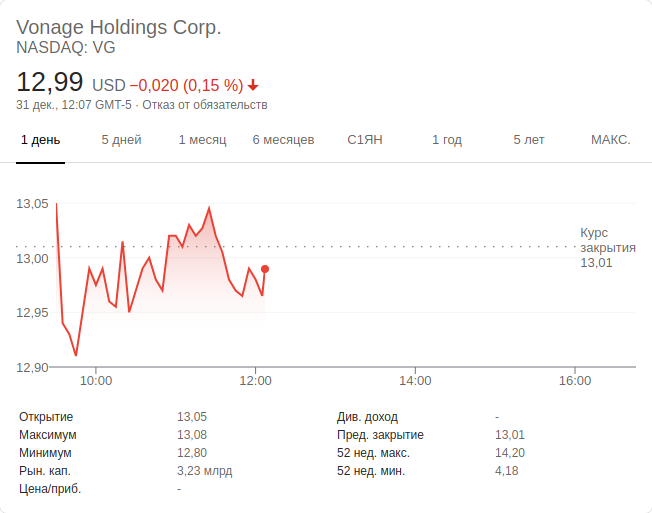 Vonage Holdings Corp.
NASDAQ: VG
12,99 USD −0,020 (0,15 %)
31 дек., 12:07 GMT-5 · Отказ от обязательств
1 день 5 дней 1 месяц 6 месяцев С1ЯН 1 год 5 лет МАКС.
13,05
Курс
закрытия
13,01
13,00
12,95
12,90
10:00 12:00 14:00 16:00
Открытие 13,05 Див. доход -
Максимум 13,08 Пред. закрытие 13,01
Минимум 12,80 52 нед. макс. 14,20
Рын. кап. 3,23 млрд 52 нед. мин. 4,18
Цена/приб. -